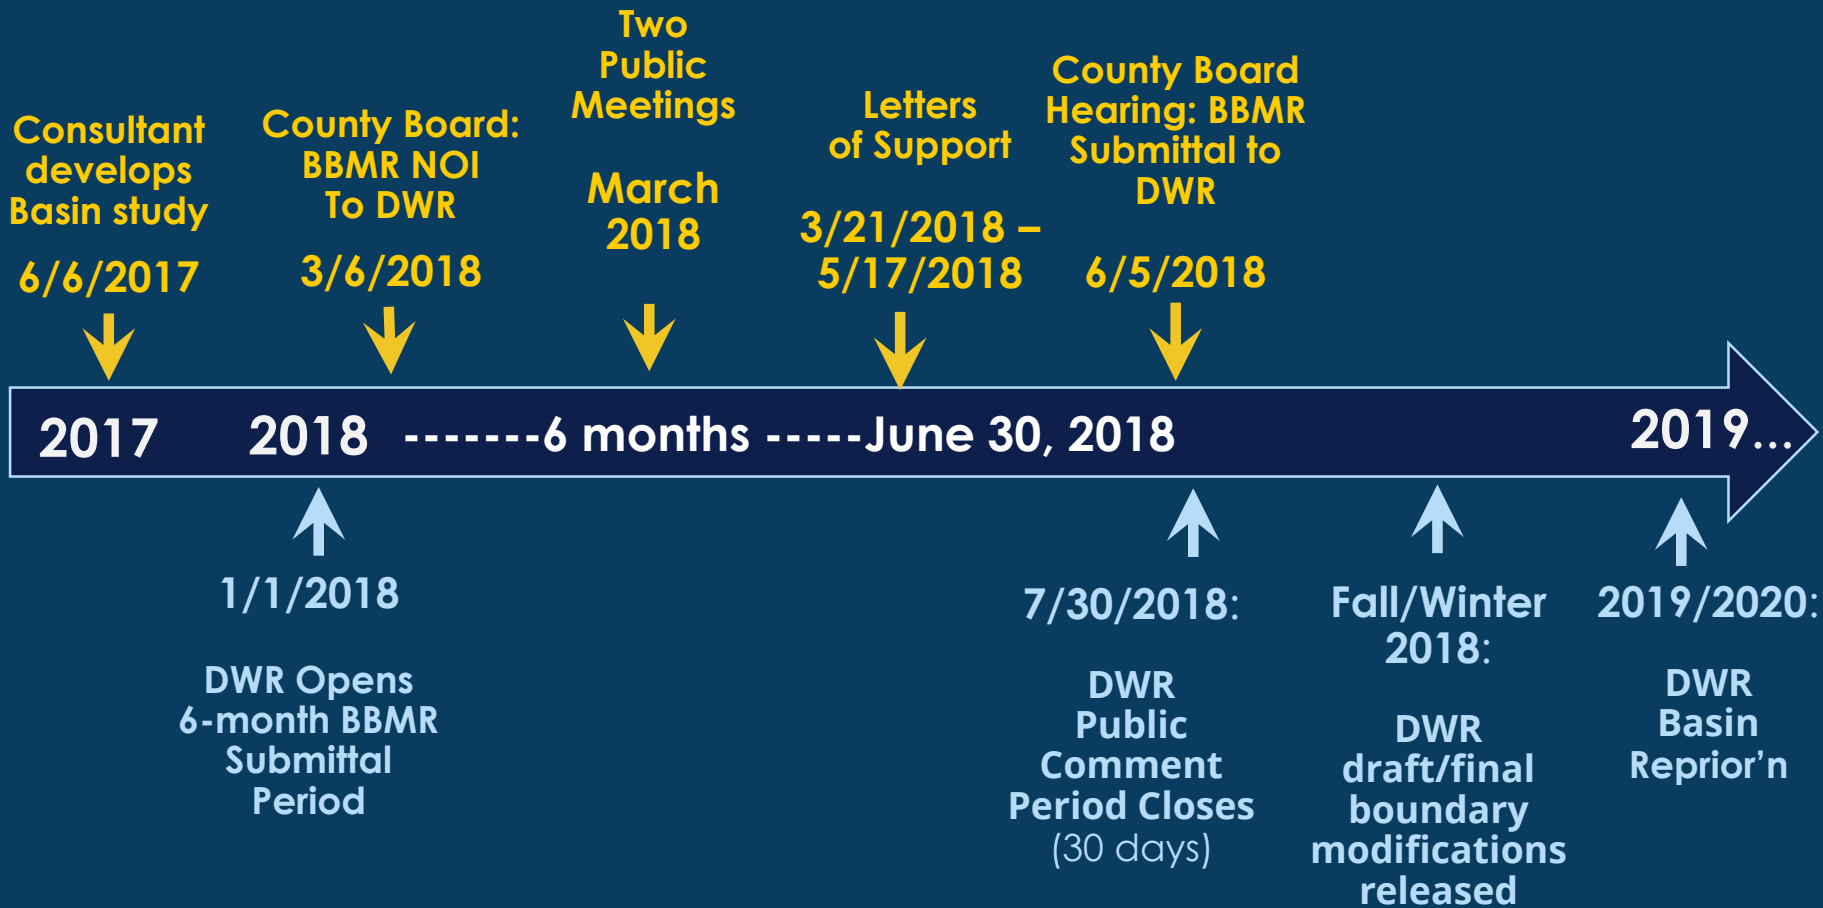 Consultant
develops
Basin study
6/6/2017
County Board:
BBMR NOI
To DWR
3/6/2018
Two
Public
Meetings
March
2018
Letters
of Support
3/21/2018 –
5/17/2018
County Board
Hearing: BBMR
Submittal to
DWR
6/5/2018
2017 2018 -------6 months -----June 30, 2018 2019...
1/1/2018
DWR Opens
6-month BBMR
Submittal
Period
7/30/2018:
DWR
Public
Comment
Period Closes
(30 days)
Fall/Winter
2018:
DWR
draft/final
boundary
modifications
released
2019/2020:
DWR
Basin
Reprior’n